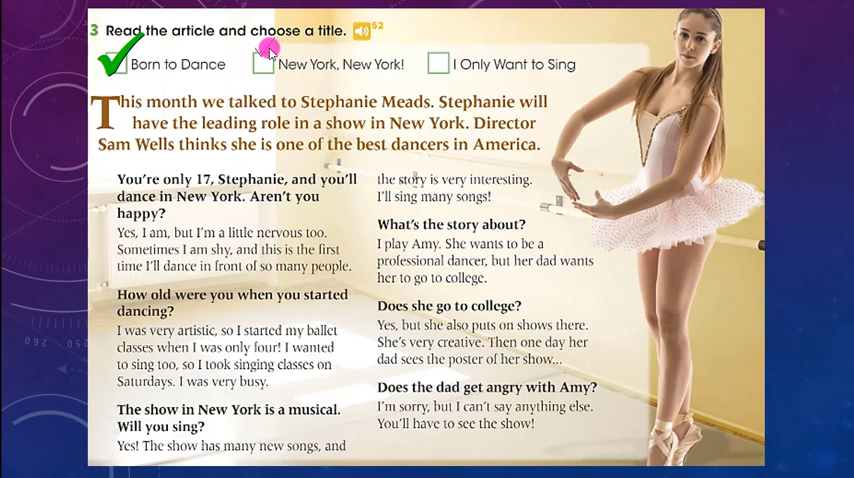 3 Read the article and choose a title. 52
Born to Dance
New York, New York!
I Only Want to Sing
This month we talked to Stephanie Meads. Stephanie will
have the leading role in a show in New York. Director
Sam Wells thinks she is one of the best dancers in America.
You're only 17, Stephanie, and you'll
dance in New York. Aren't you
happy?
Yes, I am, but I'm a little nervous too.
Sometimes I am shy, and this is the first
time I'll dance in front of so many people.
How old were you when you started
dancing?
I was very artistic, so I started my ballet
classes when I was only four! I wanted
to sing too, so I took singing classes on
Saturdays. I was very busy.
The show in New York is a musical.
Will you sing?
Yes! The show has many new songs, and
the story is very interesting.
I'll sing many songs!
What's the story about?
I play Amy. She wants to be a
professional dancer, but her dad wants
her to go to college.
Does she go to college?
Yes, but she also puts on shows there.
She's very creative. Then one day her
dad sees the poster of her show...
Does the dad get angry with Amy?
I'm sorry, but I can't say anything else.
You'll have to see the show!